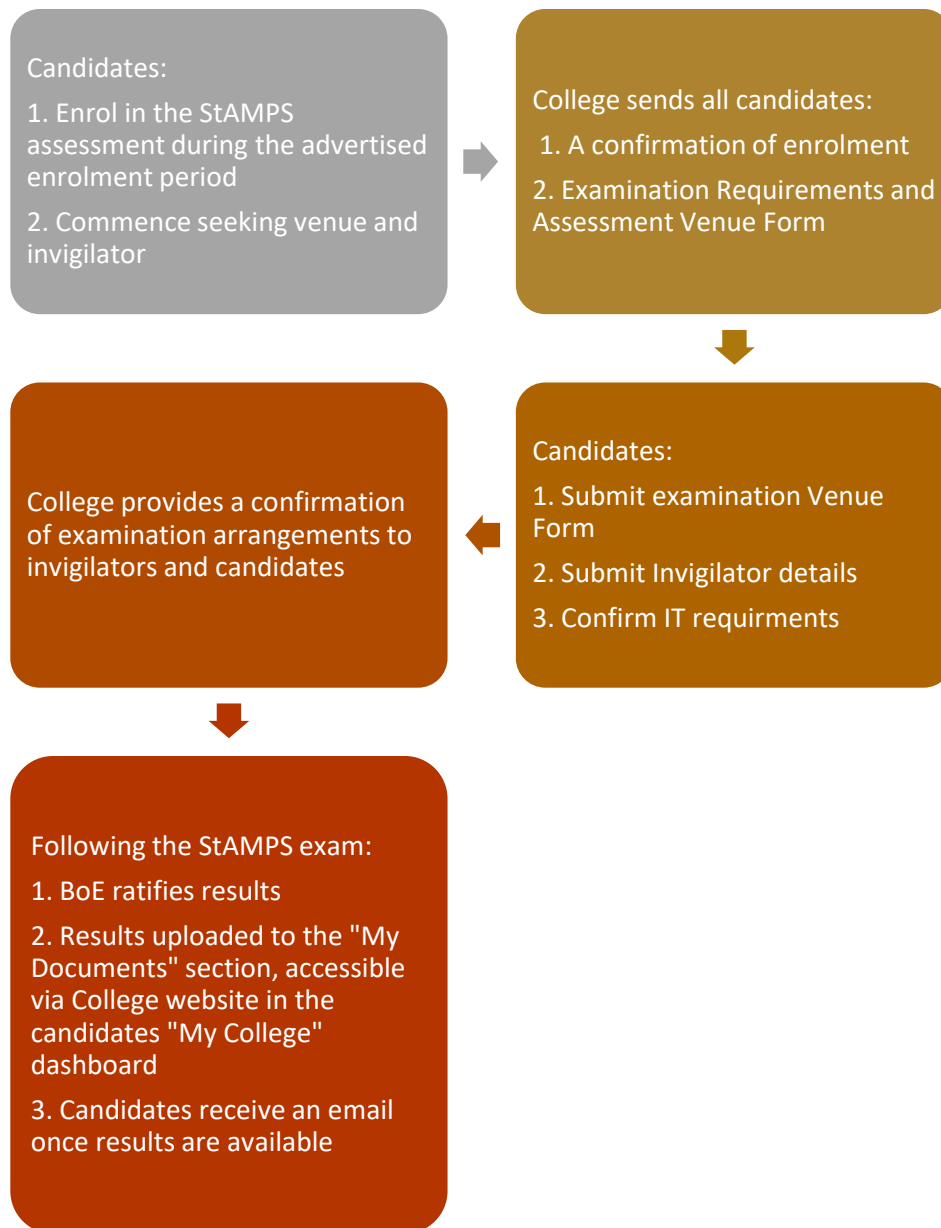 Candidates:
1. Enrol in the StAMPS
assessment during the advertised
enrolment period
2. Commence seeking venue and
invigilator
College sends all candidates:
1. A confirmation of enrolment
2. Examination Requirements and
Assessment Venue Form
Candidates:
1. Submit examination Venue
Form
2. Submit Invigilator details
3. Confirm IT requirments
College provides a confirmation
of examination arrangements to
invigilators and candidates
Following the StAMPS exam:
1. BoE ratifies results
2. Results uploaded to the "My
Documents" section, accessible
via College website in the
candidates "My College"
dashboard
3. Candidates receive an email
once results are available